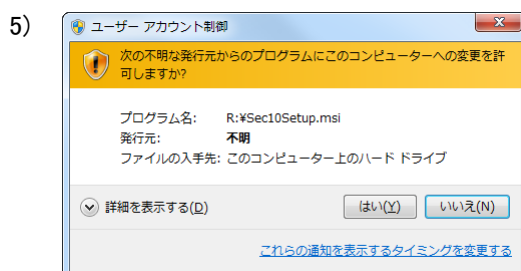 5)
ユーザー アカウント制御
次の不明な発行元からのプログラムにこのコンピューターへの変更を許
可しますか?
プログラム名: R:¥Sec10Setup.msi
発行元: 不明
ファイルの入手先: このコンピューター上のハード ドライブ
詳細を表示する(D)
はい(Y)
いいえ(N)
これらの通知を表示するタイミングを変更する